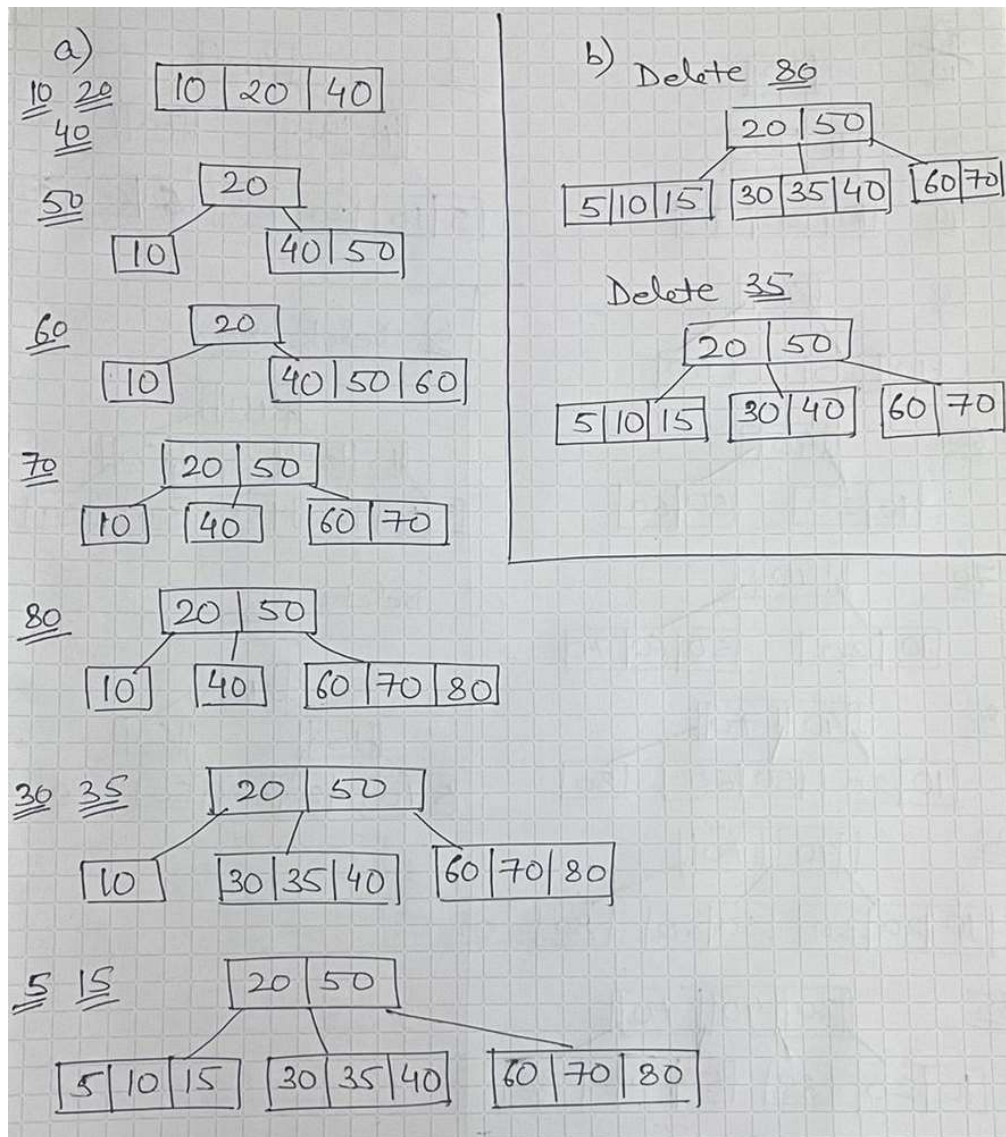 a)
10 20 10 | 20 | 40
40
50 20
10 40 | 50
60 20
10 40 | 50 | 60
70 20 | 50
10 40 60 | 70
80 20 | 50
10 40 60 | 70 | 80
30 35 20 | 50
10 30 | 35 | 40 60 | 70 | 80
5 15 20 | 50
5 | 10 | 15 30 | 35 | 40 60 | 70 | 80
b) Delete 80
20 | 50
5 | 10 | 15 30 | 35 | 40 60 | 70
Delete 35
20 | 50
5 | 10 | 15 30 | 40 60 | 70